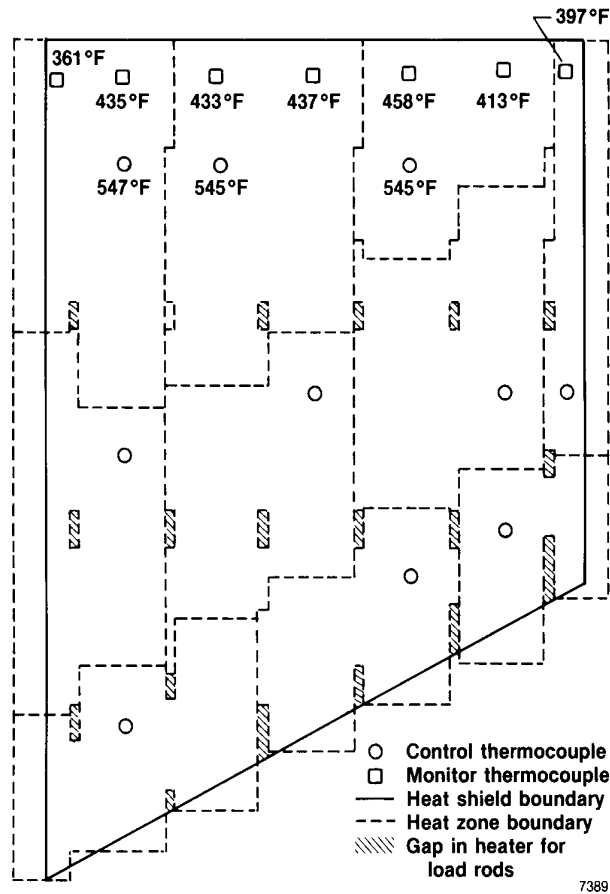 397°F
361°F
435°F 433°F 437°F 458°F 413°F
547°F 545°F 545°F
Control thermocouple
Monitor thermocouple
Heat shield boundary
Heat zone boundary
Gap in heater for
load rods
7389